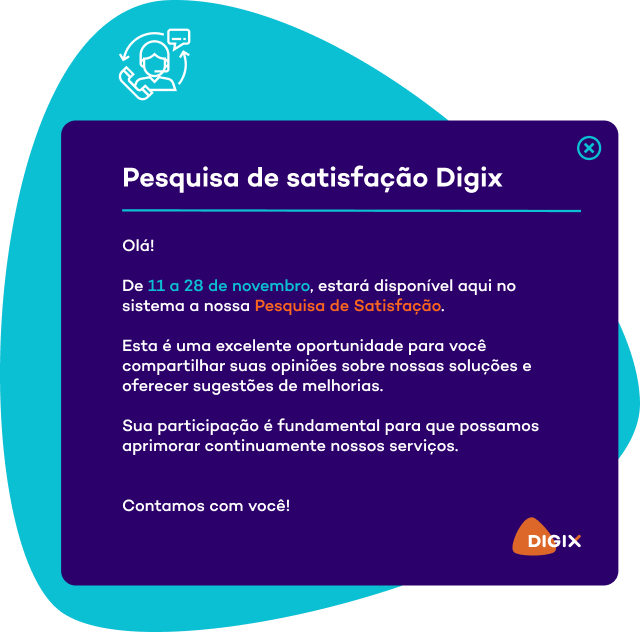 Pesquisa de satisfação Digix
Olá!
De 11 a 28 de novembro, estará disponível aqui no
sistema a nossa Pesquisa de Satisfação.
Esta é uma excelente oportunidade para você
compartilhar suas opiniões sobre nossas soluções e
oferecer sugestões de melhorias.
Sua participação é fundamental para que possamos
aprimorar continuamente nossos serviços.
Contamos com você!
DIGIX